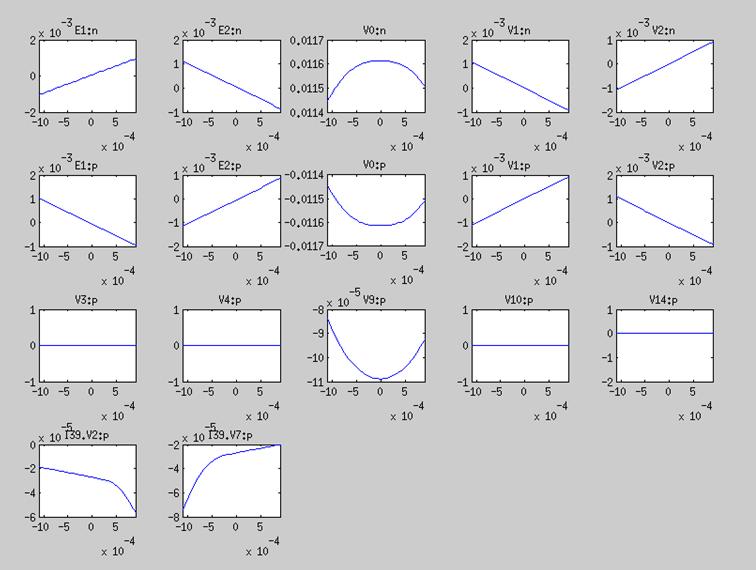 x 10 -3 E1:n x 10 -3 E2:n V0:n x 10 -3 V1:n x 10 -3 V2:n
2 2 0.0117 2 2
1 0.0116 1 1
0 0 0.0115 0 0
-2 -1 0.0114 -1 -2
-10 -5 0 5 -10 -5 0 5 -10 -5 0 5 -10 -5 0 5 -10 -5 0 5
x 10 -4 x 10 -4 x 10 -4 x 10 -4 x 10 -4
x 10 -3 E1:p x 10 -3 E2:p V0:p x 10 -3 V1:p x 10 -3 V2:p
2 1 -0.0114 1 2
1 0 -0.0115 0 1
0 -1 -0.0116 -1 0
-1 -2 -0.0117 -2 -1
-10 -5 0 5 -10 -5 0 5 -10 -5 0 5 -10 -5 0 5 -10 -5 0 5
x 10 -4 x 10 -4 x 10 -4 x 10 -4 x 10 -4
V3:p V4:p x 10 -5 V9:p V10:p V14:p
1 1 -8 1 1
-9 0
0 0 -10 0 -1
-1 -1 -11 -1 -2
-10 -5 0 5 -10 -5 0 5 -10 -5 0 5 -10 -5 0 5 -10 -5 0 5
x 10 -4 x 10 -4 x 10 -4 x 10 -4 x 10 -4
x 10 -5 I39.V2:p x 10 -5 I39.V7:p
0 -2
-2 -4
-4 -6
-6 -8
-10 -5 0 5 -10 -5 0 5
x 10 -4 x 10 -4